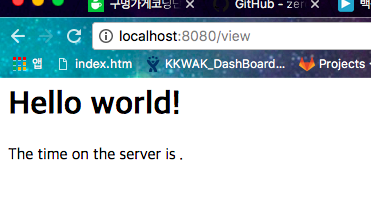 구멍가게코딩단
GitHub - zer
백
localhost:8080/view
앱
index.htm
KKWAK_DashBoard...
Projects
Hello world!
The time on the server is .